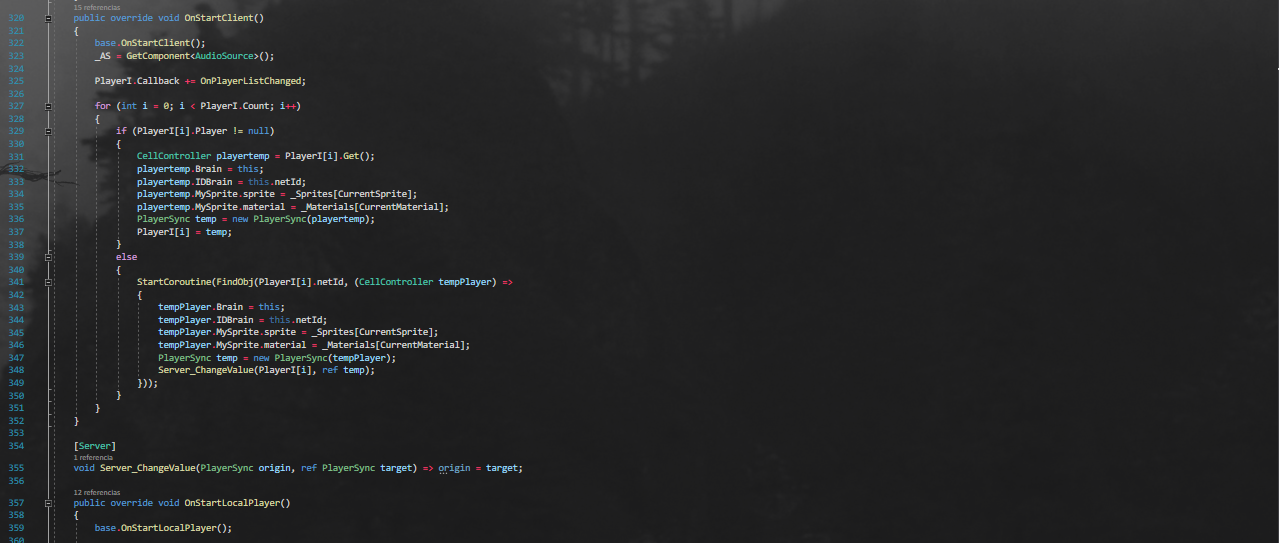 15 referencias
320 public override void OnStartClient()
321 {
322 base.OnStartClient();
323 _AS = GetComponent<AudioSource>();
324
325 PlayerI.Callback += OnPlayerListChanged;
326
327 for (int i = 0; i < PlayerI.Count; i++)
328 {
329 if (PlayerI[i].Player != null)
330 {
331 CellController playertemp = PlayerI[i].Get();
332 playertemp.Brain = this;
333 playertemp.IDBrain = this.netId;
334 playertemp.MySprite.sprite = _Sprites[CurrentSprite];
335 playertemp.MySprite.material = _Materials[CurrentMaterial];
336 PlayerSync temp = new PlayerSync(playertemp);
337 PlayerI[i] = temp;
338 }
339 else
340 {
341 StartCoroutine(FindObj(PlayerI[i].netId, (CellController tempPlayer) =>
342 {
343 tempPlayer.Brain = this;
344 tempPlayer.IDBrain = this.netId;
345 tempPlayer.MySprite.sprite = _Sprites[CurrentSprite];
346 tempPlayer.MySprite.material = _Materials[CurrentMaterial];
347 PlayerSync temp = new PlayerSync(tempPlayer);
348 Server_ChangeValue(PlayerI[i], ref temp);
349 }));
350 }
351 }
352 }
353
354 [Server]
1 referencia
355 void Server_ChangeValue(PlayerSync origin, ref PlayerSync target) => origin = target;
356
12 referencias
357 public override void OnStartLocalPlayer()
358 {
359 base.OnStartLocalPlayer();
360